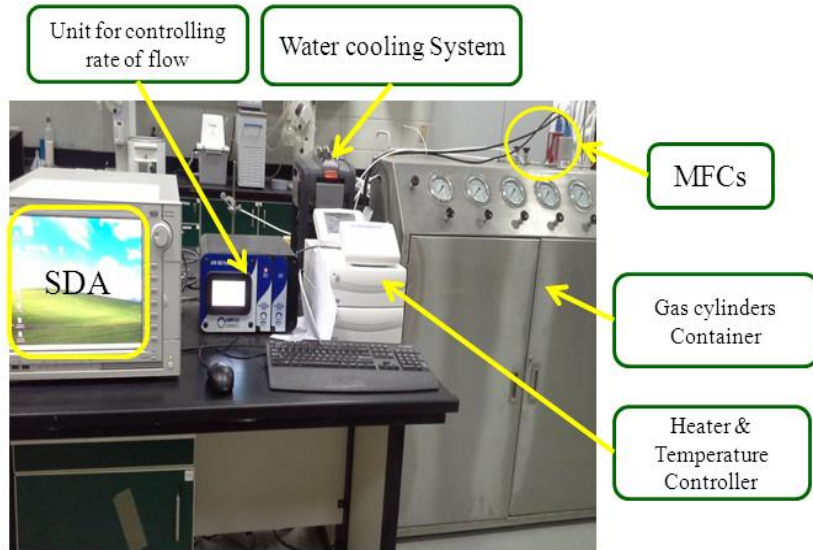 Unit for controlling
rate of flow
Water cooling System
MFCs
SDA
Gas cylinders
Container
Heater &
Temperature
Controller